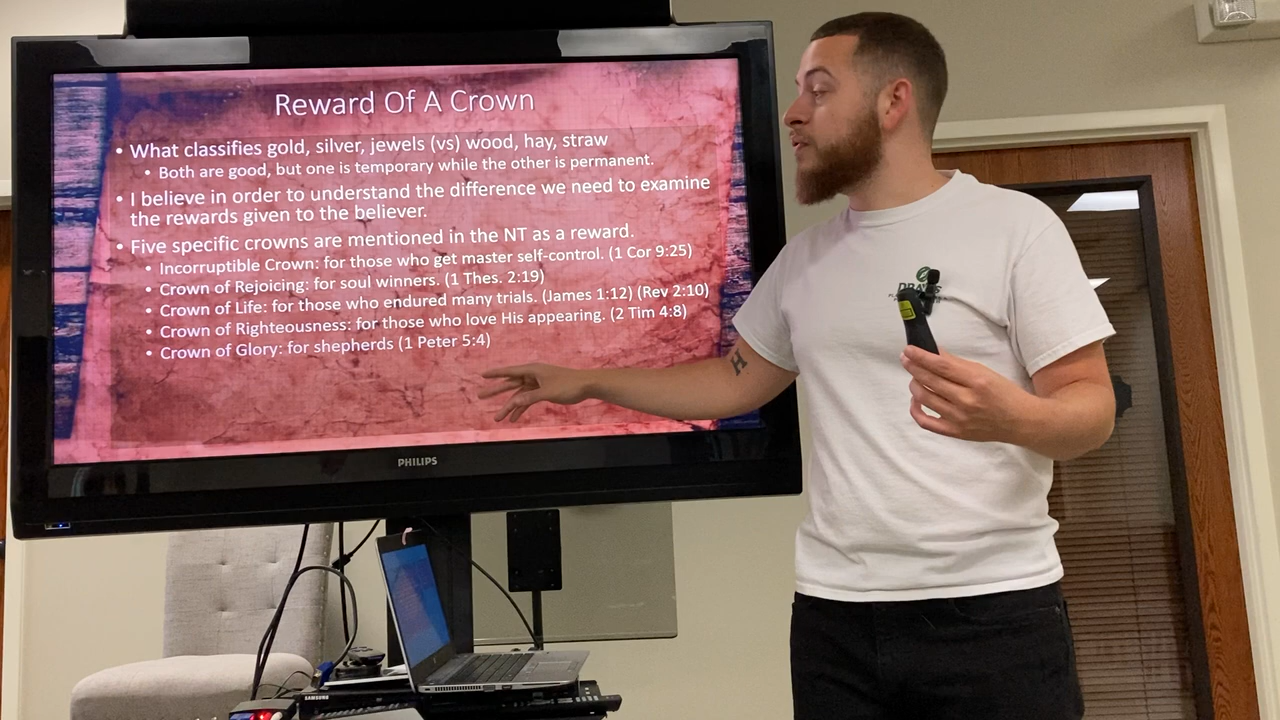 Reward Of A Crown
• What classifies gold, silver, jewels (vs) wood, hay, straw
• Both are good, but one is temporary while the other is permanent.
• I believe in order to understand the difference we need to examine
the rewards given to the believer.
• Five specific crowns are mentioned in the NT as a reward.
• Incorruptible Crown: for those who get master self-control. (1 Cor 9:25)
• Crown of Rejoicing: for soul winners. (1 Thes. 2:19)
• Crown of Life: for those who endured many trials. (James 1:12) (Rev 2:10)
• Crown of Righteousness: for those who love His appearing. (2 Tim 4:8)
• Crown of Glory: for shepherds (1 Peter 5:4)
PHILIPS
H
SAMSUNG